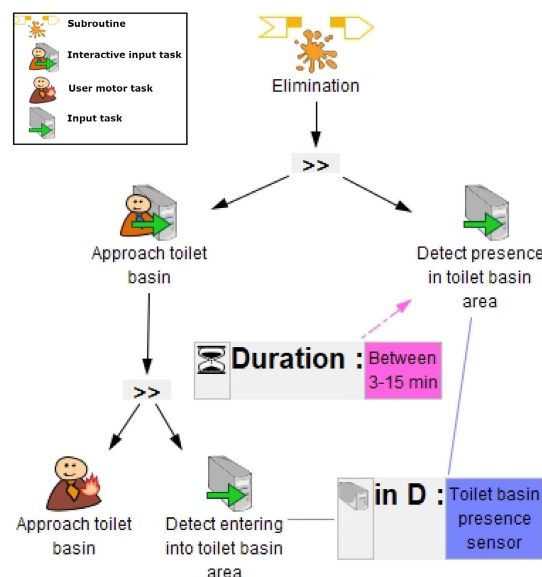 Subroutine
Interactive input task
User motor task
Input task
Elimination
>>
Approach toilet
basin
Detect presence
in toilet basin
area
Duration :
Between
3-15 min
>>
Approach toilet
basin
Detect entering
into toilet basin
area
in D :
Toilet basin
presence
sensor